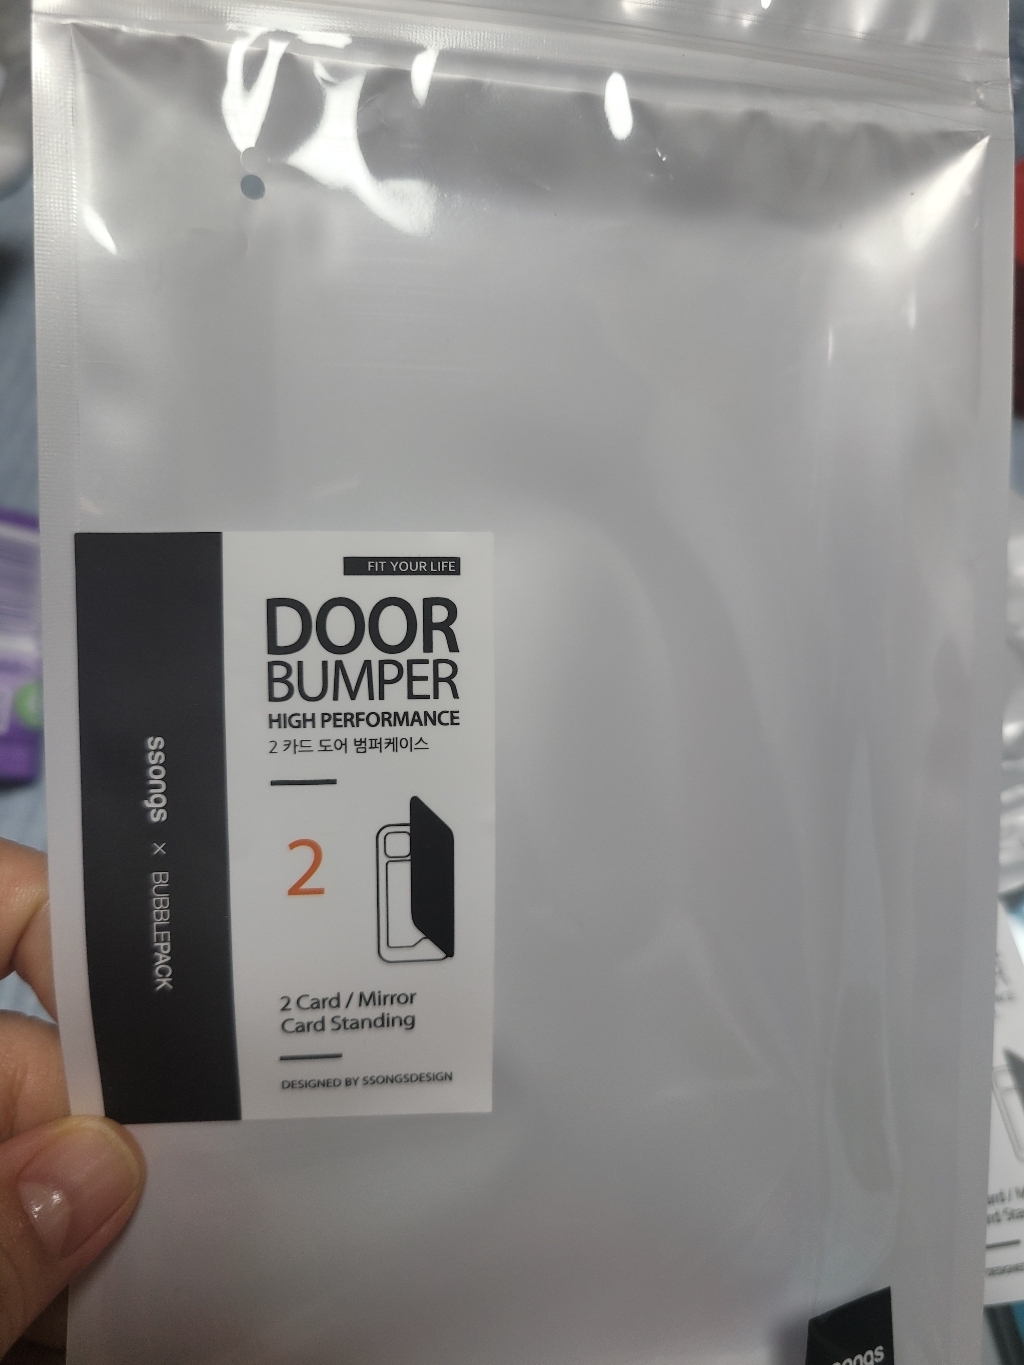 FIT YOUR LIFE
DOOR
BUMPER
HIGH PERFORMANCE
2 카드 도어 범퍼케이스
2
2 Card / Mirror
Card Standing
DESIGNED BY SSONGSDESIGN
ssongs × BUBBLEPACK